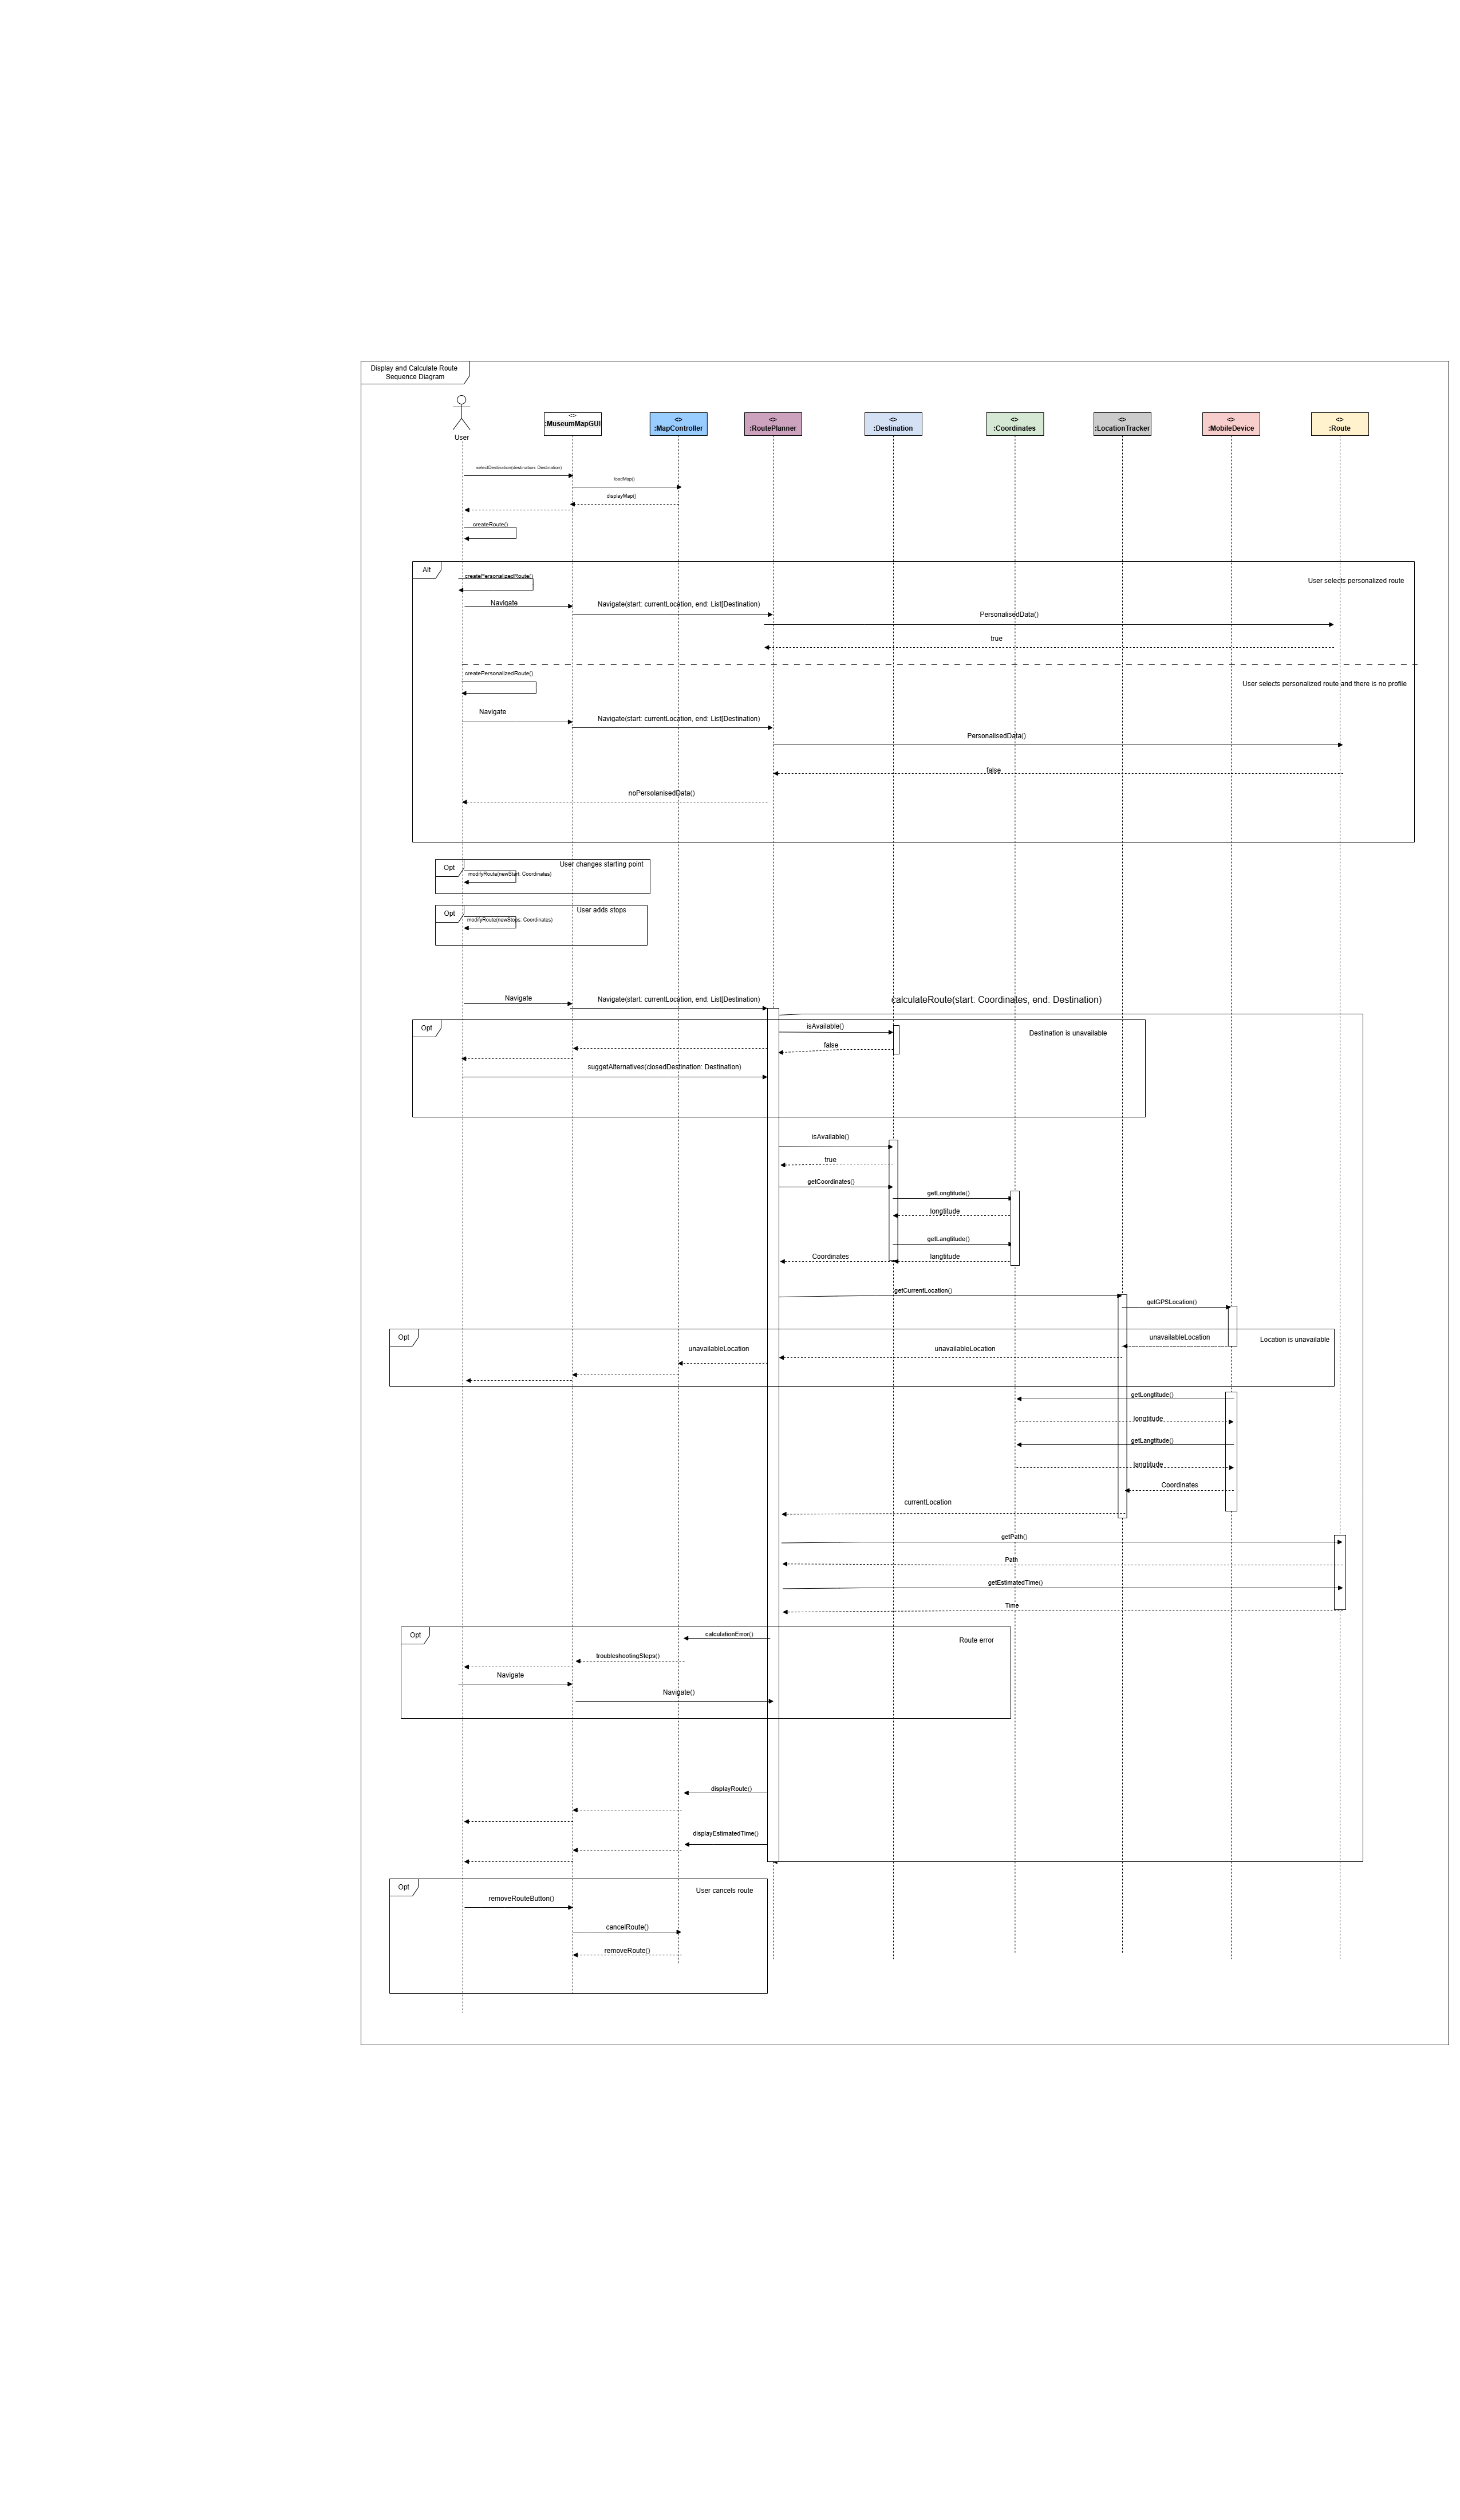 Display and Calculate Route
Sequence Diagram
User
<>
:MuseumMapGUI
<>
:MapController
<>
:RoutePlanner
<>
:Destination
<>
:Coordinates
<>
:LocationTracker
<>
:MobileDevice
<>
:Route
selectDestination(destination: Destination)
loadMap()
displayMap()
createRoute()
Alt
createPersonalizedRoute()
User selects personalized route
Navigate
Navigate(start: currentLocation, end: List[Destination)
PersonalisedData()
true
createPersonalizedRoute()
User selects personalized route and there is no profile
Navigate
Navigate(start: currentLocation, end: List[Destination)
PersonalisedData()
false
noPersolanisedData()
Opt
User changes starting point
modifyRoute(newStart: Coordinates)
Opt
User adds stops
modifyRoute(newStops: Coordinates)
Navigate
Navigate(start: currentLocation, end: List[Destination)
calculateRoute(start: Coordinates, end: Destination)
Opt
isAvailable()
Destination is unavailable
false
suggetAlternatives(closedDestination: Destination)
isAvailable()
true
getCoordinates()
getLongtitude()
longtitude
getLangtitude()
Coordinates
langtitude
getCurrentLocation()
getGPSLocation()
Opt
unavailableLocation
Location is unavailable
unavailableLocation
unavailableLocation
getLongtitude()
longtitude
getLangtitude()
langtitude
Coordinates
currentLocation
getPath()
Path
getEstimatedTime()
Time
Opt
calculationError()
Route error
troubleshootingSteps()
Navigate
Navigate()
displayRoute()
displayEstimatedTime()
Opt
User cancels route
removeRouteButton()
cancelRoute()
removeRoute()